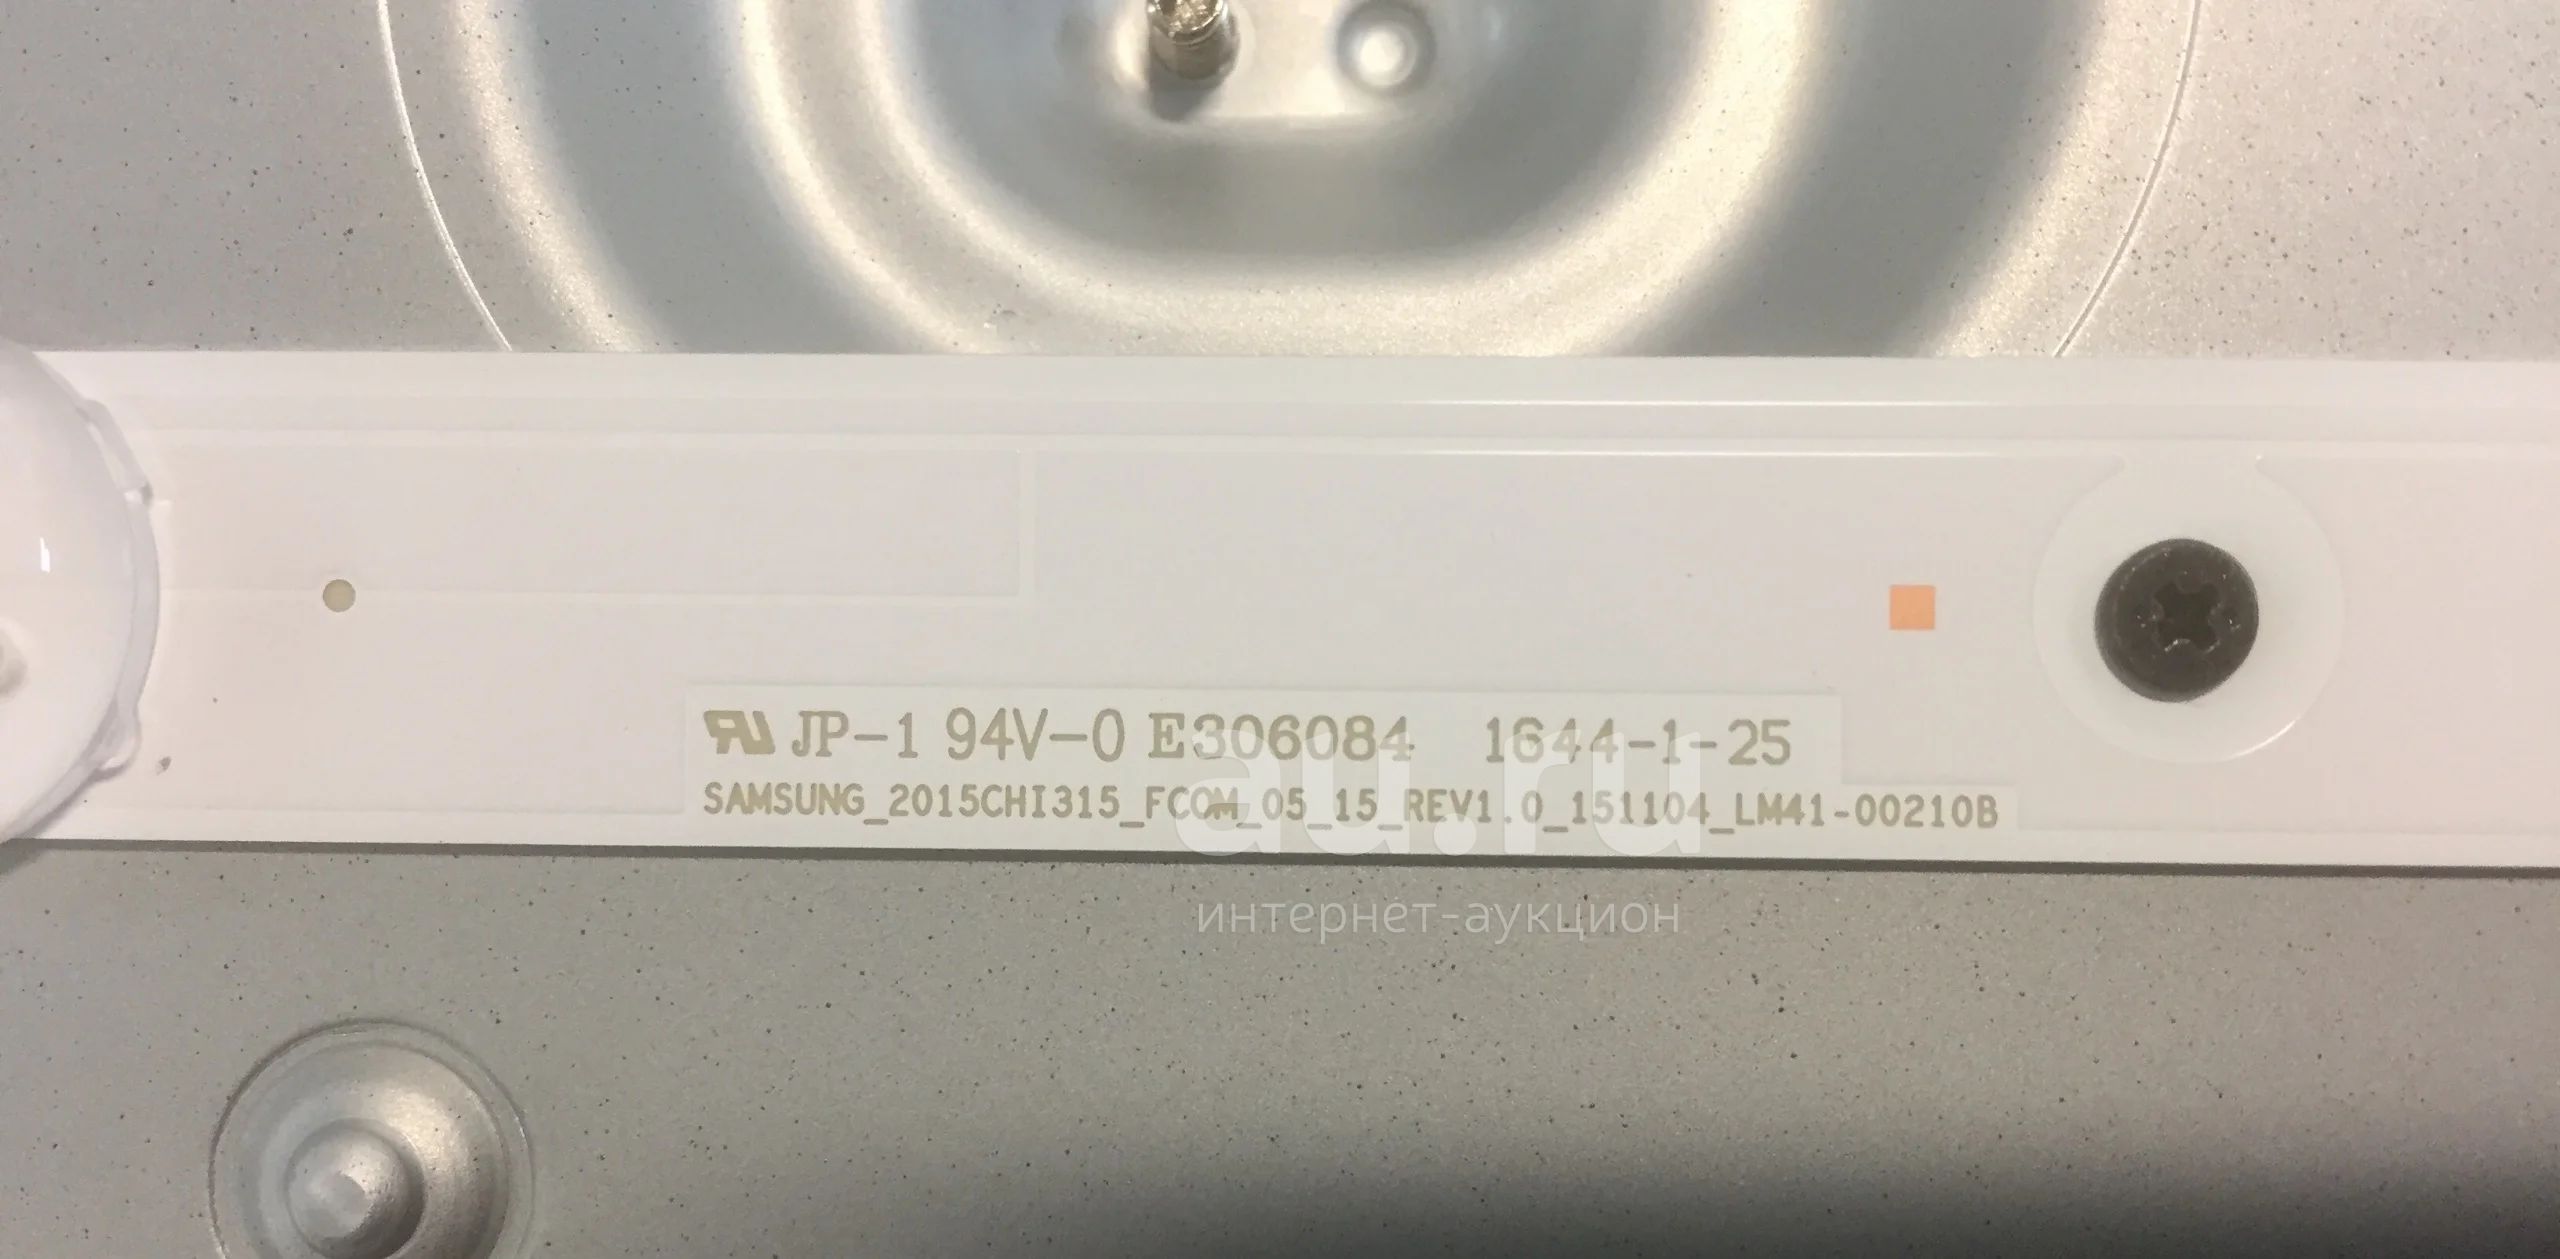 JP-1 94V-0 E306084 1644-1-25
SAMSUNG_2015CHI315_FCOM_05_15_REV1.0_151104_LM41-00210B
au.ru
интернет-аукцион